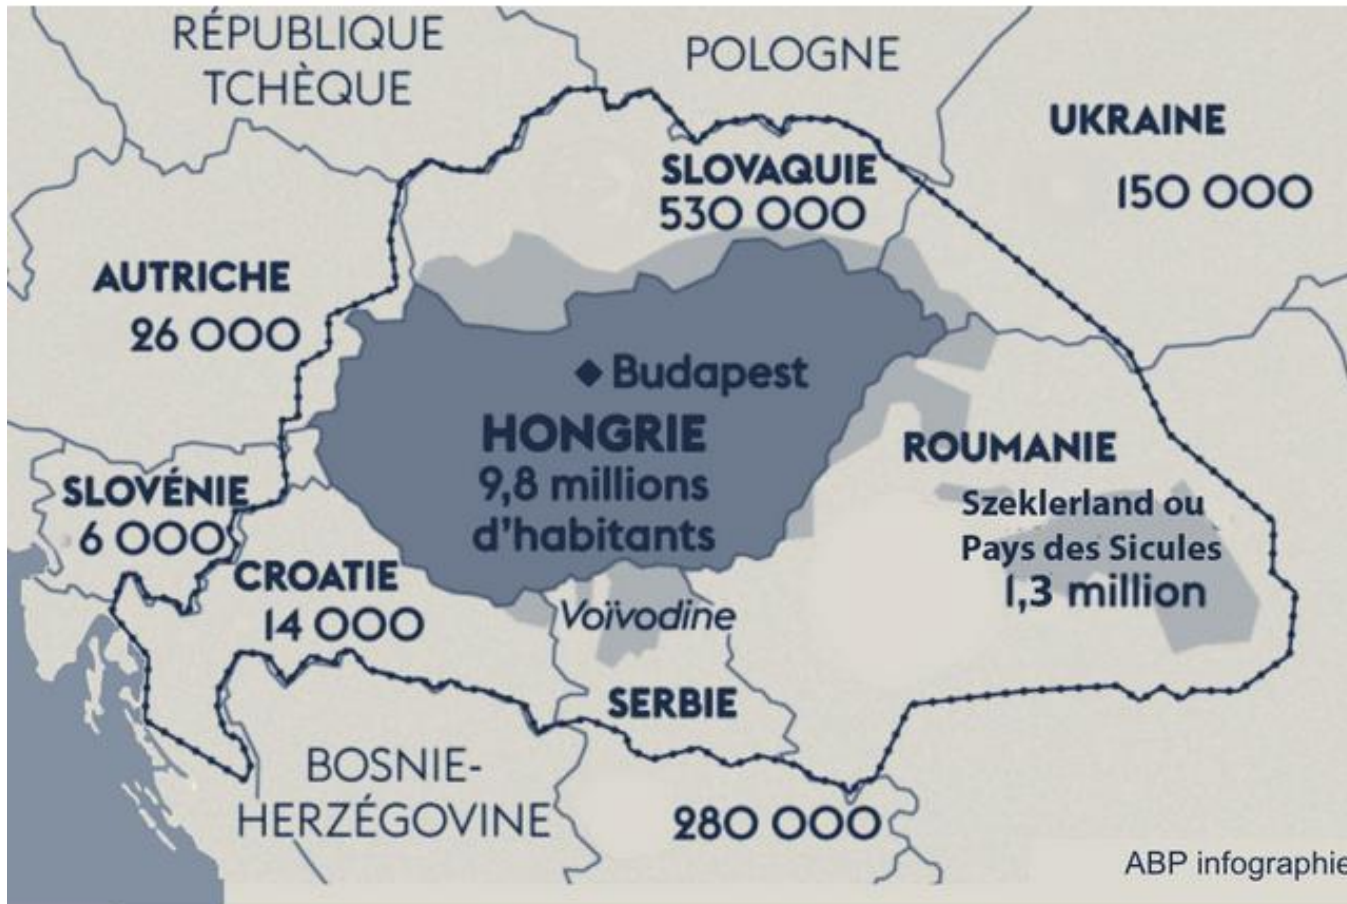 RÉPUBLIQUE
TCHÈQUE
POLOGNE
UKRAINE
150 000
SLOVAQUIE
530 000
AUTRICHE
26 000
Budapest
HONGRIE
9,8 millions
d'habitants
ROUMANIE
Szeklerland ou
Pays des Sicules
1,3 million
SLOVÉNIE
6 000
CROATIE
14 000
Voïvodine
SERBIE
280 000
BOSNIE-
HERZÉGOVINE
ABP infographie